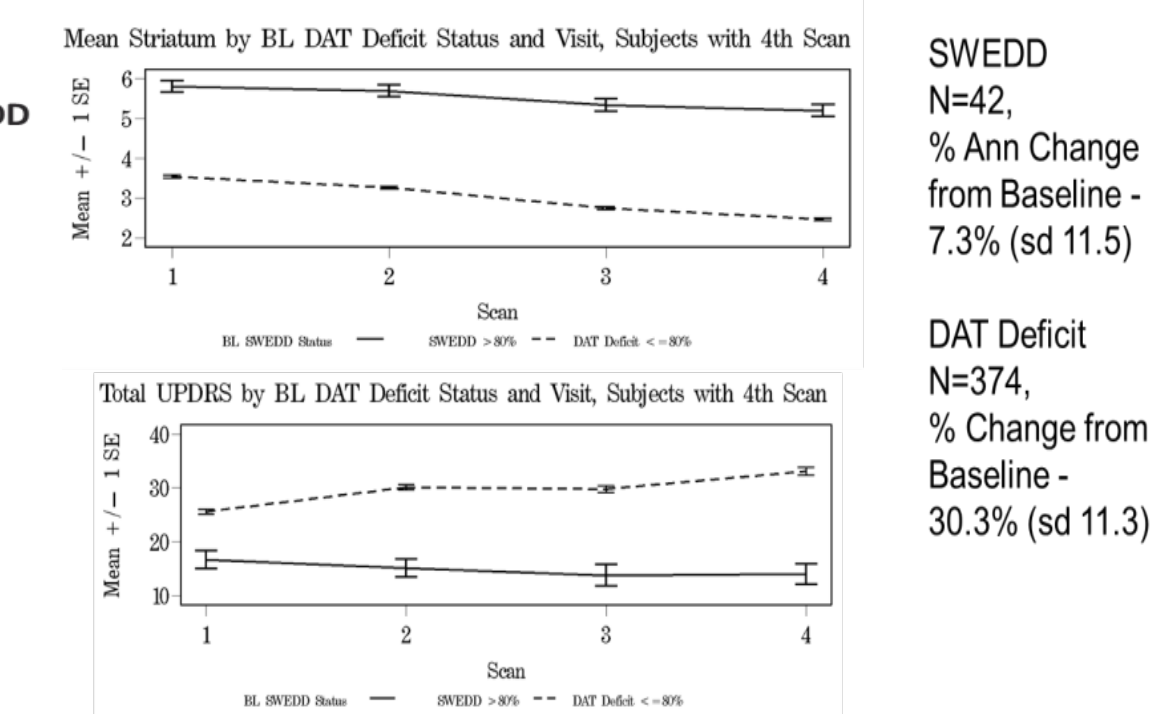 Mean Striatum by BL DAT Deficit Status and Visit, Subjects with 4th Scan
Mean +/− 1 SE
6
5
4
3
2
1 2 3 4
Scan
BL SWEDD Status SWEDD >80% DAT Deficit <=80%
Total UPDRS by BL DAT Deficit Status and Visit, Subjects with 4th Scan
Mean +/− 1 SE
40
30
20
10
1 2 3 4
Scan
BL SWEDD Status SWEDD >80% DAT Deficit <=80%
SWEDD
N=42,
% Ann Change
from Baseline -
7.3% (sd 11.5)
DAT Deficit
N=374,
% Change from
Baseline -
30.3% (sd 11.3)